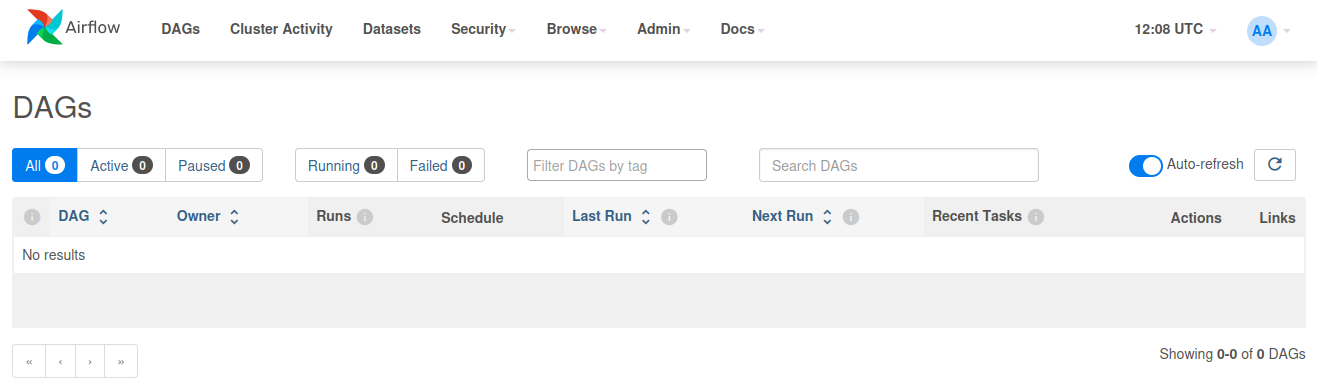 Airflow DAGs Cluster Activity Datasets Security Browse Admin Docs 12:08 UTC AA
DAGs
All 0 Active 0 Paused 0 Running 0 Failed 0 Filter DAGs by tag Search DAGs Auto-refresh
i DAG Owner Runs i Schedule Last Run i Next Run i Recent Tasks i Actions Links
No results
« ‹ › » Showing 0-0 of 0 DAGs